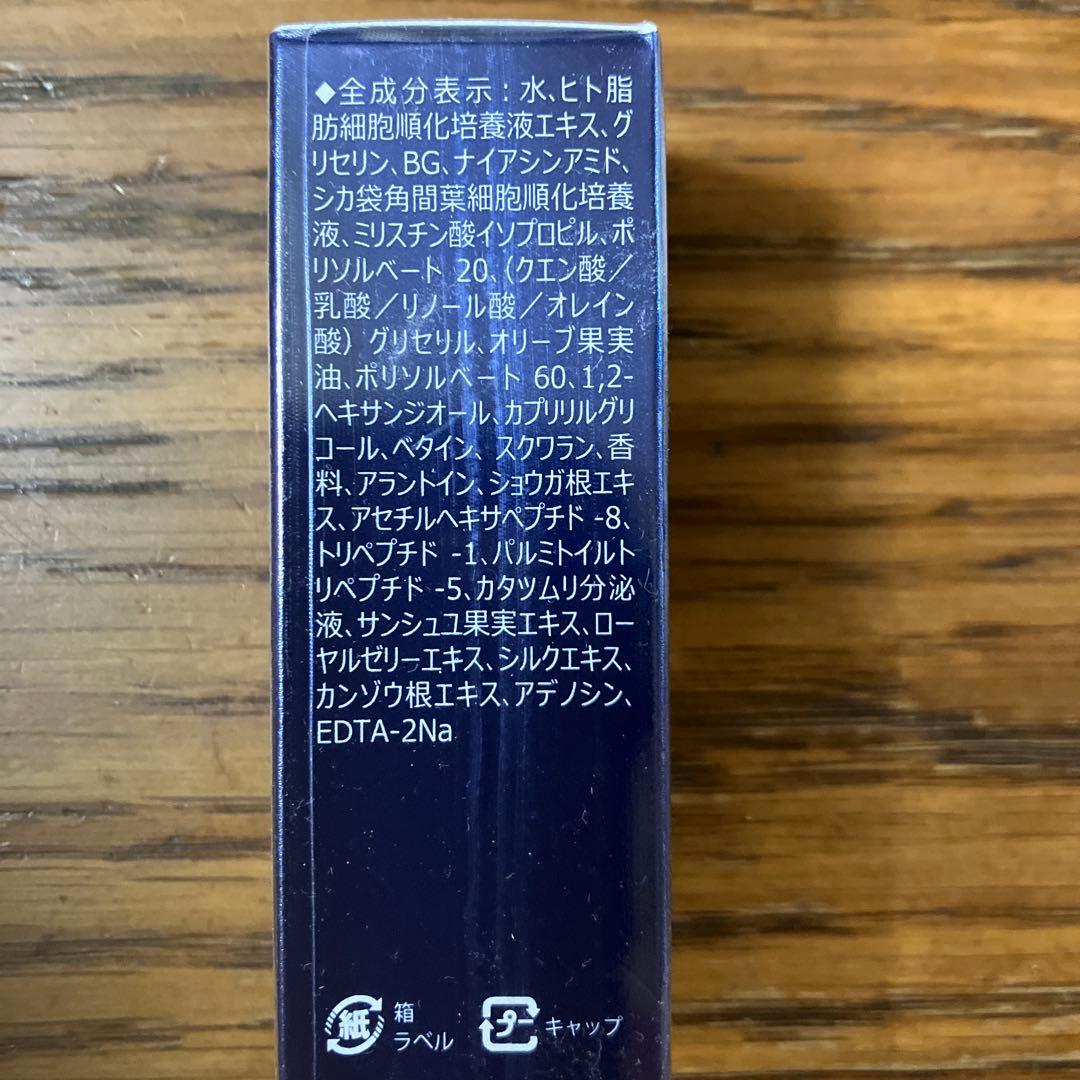 ◆全成分表示：水、ヒト脂
肪細胞順化培養液エキス、グ
リセリン、BG、ナイアシンアミド、
シカ袋角間葉細胞順化培養
液、ミリスチン酸イソプロピル、ポ
リソルベート 20、（クエン酸／
乳酸／リノール酸／オレイン
酸）グリセリル、オリーブ果実
油、ポリソルベート 60、1,2-
ヘキサンジオール、カプリリルグリ
コール、ベタイン、スクワラン、香
料、アラントイン、ショウガ根エキ
ス、アセチルヘキサペプチド -8、
トリペプチド -1、パルミトイルト
リペプチド -5、カタツムリ分泌
液、サンシュユ果実エキス、ロー
ヤルゼリーエキス、シルクエキス、
カンゾウ根エキス、アデノシン、
EDTA-2Na
紙 箱
ラベル
プラ キャップ